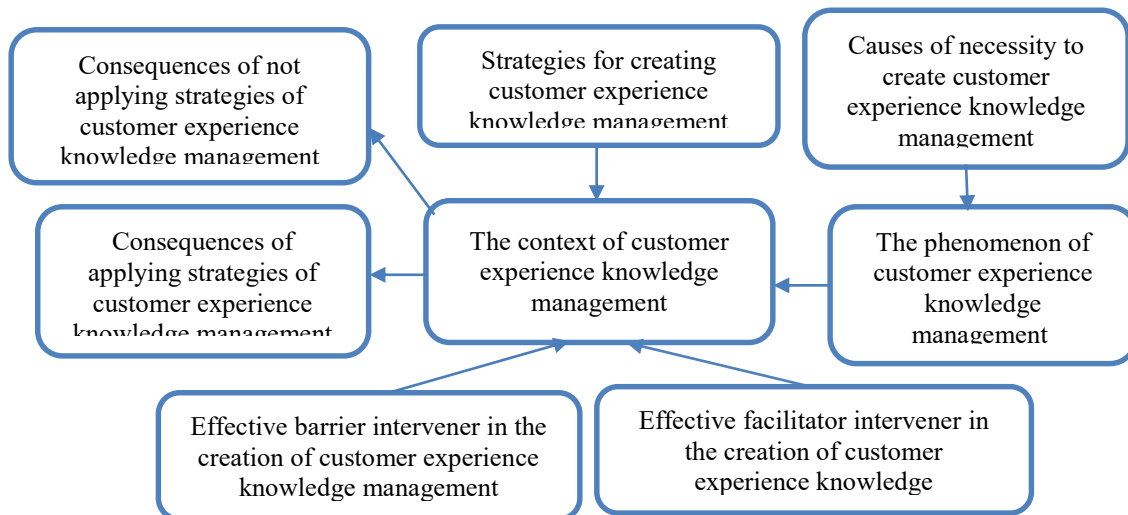 Consequences of not
applying strategies of
customer experience
knowledge management
Strategies for creating
customer experience
knowledge management
Causes of necessity to
create customer
experience knowledge
management
Consequences of
applying strategies of
customer experience
knowledge management
The context of customer
experience knowledge
management
The phenomenon of
customer experience
knowledge
management
Effective barrier intervener in the
creation of customer experience
knowledge management
Effective facilitator intervener in
the creation of customer
experience knowledge